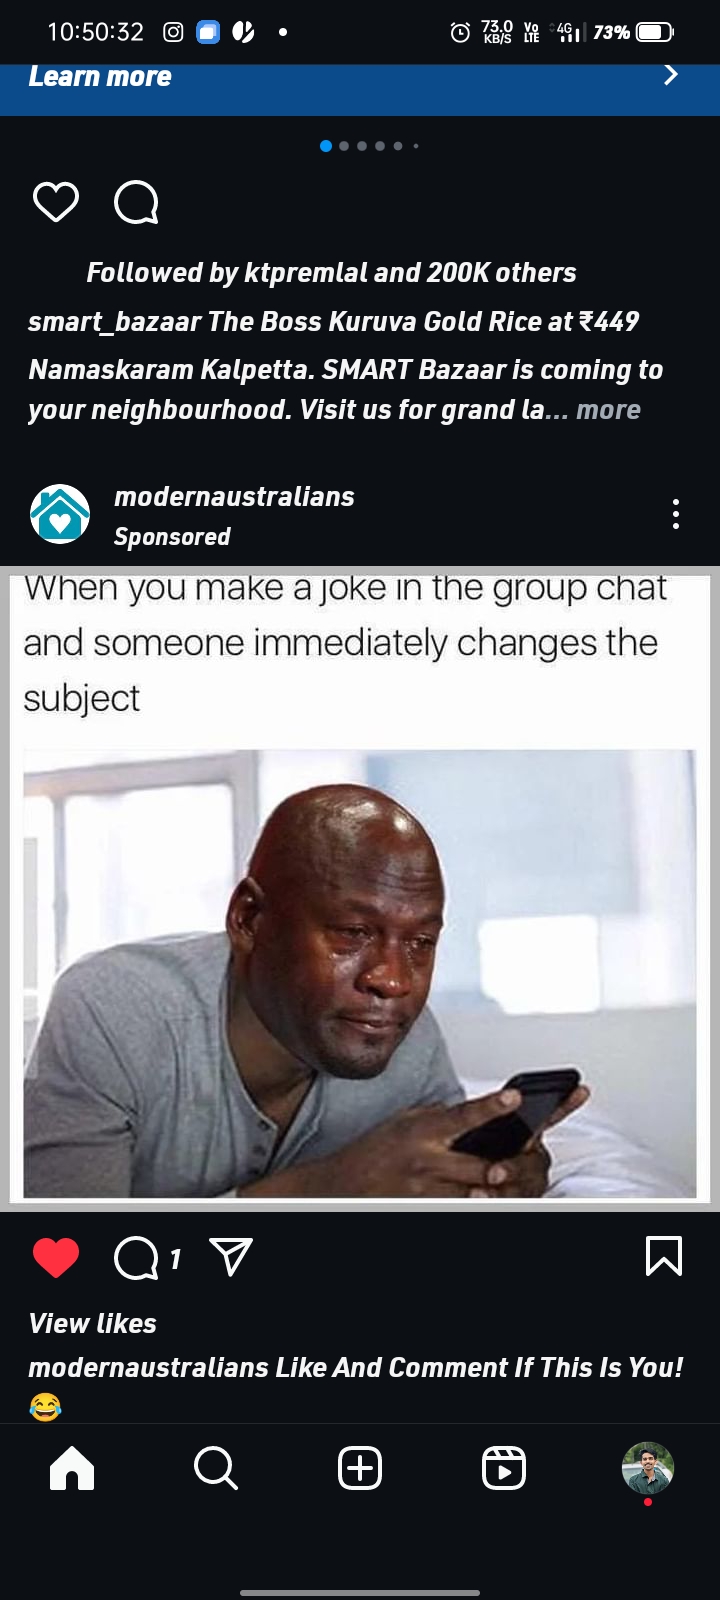 10:50:32 73.0 KB/S Vo LTE 4G 73%
Learn more
Followed by ktpremlal and 200K others
smart_bazaar The Boss Kuruva Gold Rice at ₹449
Namaskaram Kalpetta. SMART Bazaar is coming to
your neighbourhood. Visit us for grand la... more
modernaustralians
Sponsored
When you make a joke in the group chat
and someone immediately changes the
subject
1
View likes
modernaustralians Like And Comment If This Is You!
😂